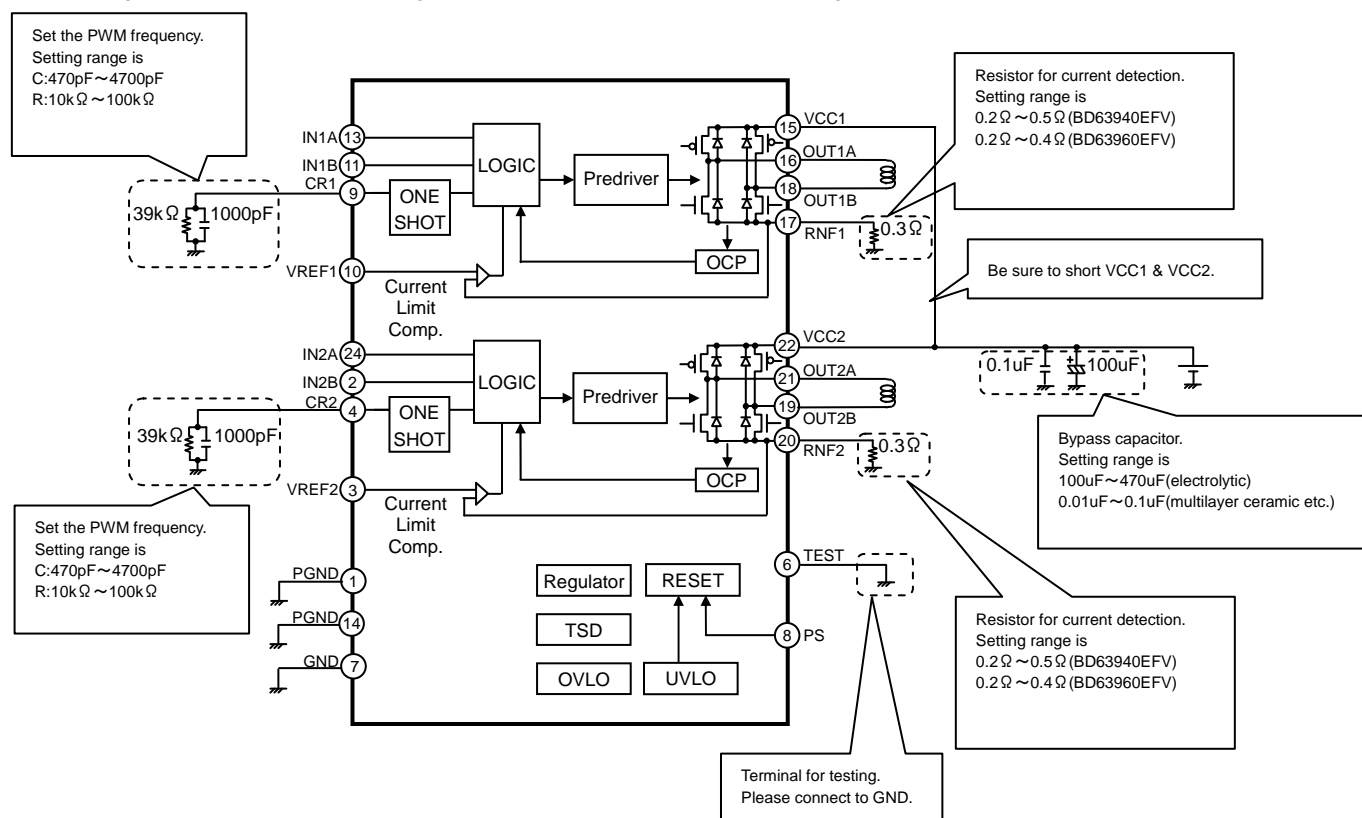 Set the PWM frequency.
Setting range is
C:470pF~4700pF
R:10kΩ~100kΩ
Resistor for current detection.
Setting range is
0.2Ω~0.5Ω(BD63940EFV)
0.2Ω~0.4Ω(BD63960EFV)
IN1A 13
IN1B 11
CR1 9
39kΩ 1000pF
VREF1 10
LOGIC
ONE
SHOT
Predriver
OCP
Current
Limit
Comp.
15 VCC1
16 OUT1A
18 OUT1B
17 RNF1
0.3Ω
Be sure to short VCC1 & VCC2.
IN2A 24
IN2B 2
CR2 4
39kΩ 1000pF
VREF2 3
LOGIC
ONE
SHOT
Predriver
OCP
Current
Limit
Comp.
22 VCC2
21 OUT2A
19 OUT2B
20 RNF2
0.3Ω
0.1uF + 100uF
Bypass capacitor.
Setting range is
100uF~470uF(electrolytic)
0.01uF~0.1uF(multilayer ceramic etc.)
Set the PWM frequency.
Setting range is
C:470pF~4700pF
R:10kΩ~100kΩ
PGND 1
PGND 14
GND 7
Regulator
RESET
TSD
OVLO
UVLO
6 TEST
8 PS
Resistor for current detection.
Setting range is
0.2Ω~0.5Ω(BD63940EFV)
0.2Ω~0.4Ω(BD63960EFV)
Terminal for testing.
Please connect to GND.